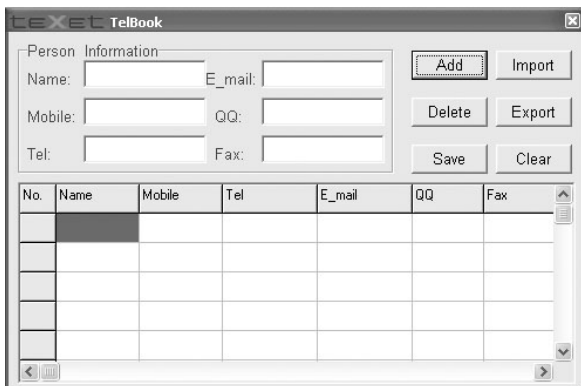 teXet TelBook
Person Information
Name: E_mail:
Mobile: QQ:
Tel: Fax:
Add Import
Delete Export
Save Clear
No. Name Mobile Tel E_mail QQ Fax